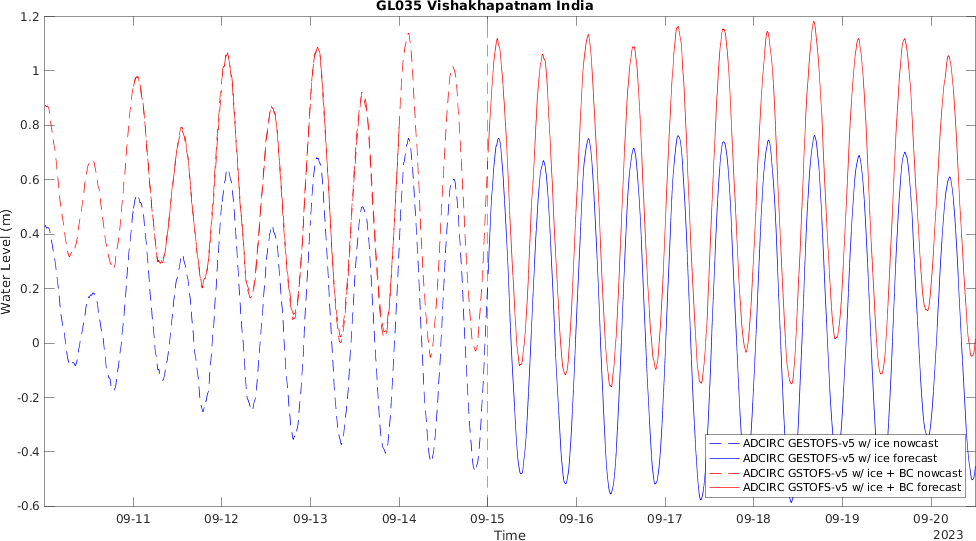 GL035 Vishakhapatnam India
1.2
1
0.8
0.6
0.4
0.2
0
-0.2
-0.4
-0.6
Water Level (m)
09-11 09-12 09-13 09-14 09-15 09-16 09-17 09-18 09-19 09-20
Time
2023
ADCIRC GESTOFS-v5 w/ ice nowcast
ADCIRC GESTOFS-v5 w/ ice forecast
ADCIRC GSTOFS-v5 w/ ice + BC nowcast
ADCIRC GSTOFS-v5 w/ ice + BC forecast